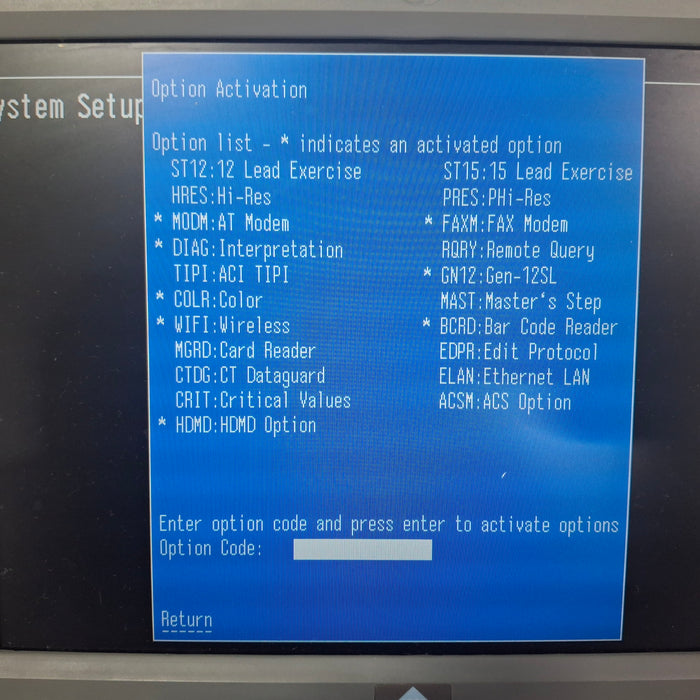 ystem Setup
Option Activation
Option list - * indicates an activated option
ST12:12 Lead Exercise ST15:15 Lead Exercise
HRES:Hi-Res PRES:PHi-Res
* MODM:AT Modem * FAXM:FAX Modem
* DIAG:Interpretation RQRY:Remote Query
TIPI:ACI TIPI * GN12:Gen-12SL
* COLR:Color MAST:Master's Step
* WIFI:Wireless * BCRD:Bar Code Reader
MGRD:Card Reader EDPR:Edit Protocol
CTDG:CT Dataguard ELAN:Ethernet LAN
CRIT:Critical Values ACSM:ACS Option
* HDMD:HDMD Option
Enter option code and press enter to activate options
Option Code:
Return